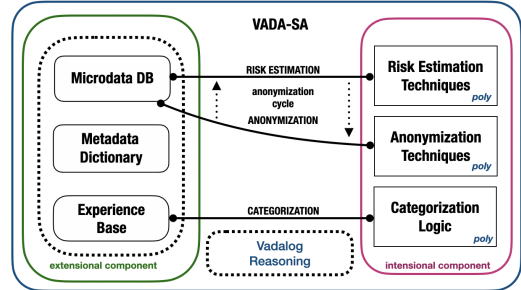 VADA-SA
Microdata DB
RISK ESTIMATION
Risk Estimation
Techniques
poly
anonymization
cycle
ANONYMIZATION
Anonymization
Techniques
poly
Metadata
Dictionary
Experience
Base
CATEGORIZATION
Categorization
Logic
poly
Vadalog
Reasoning
extensional component
intensional component